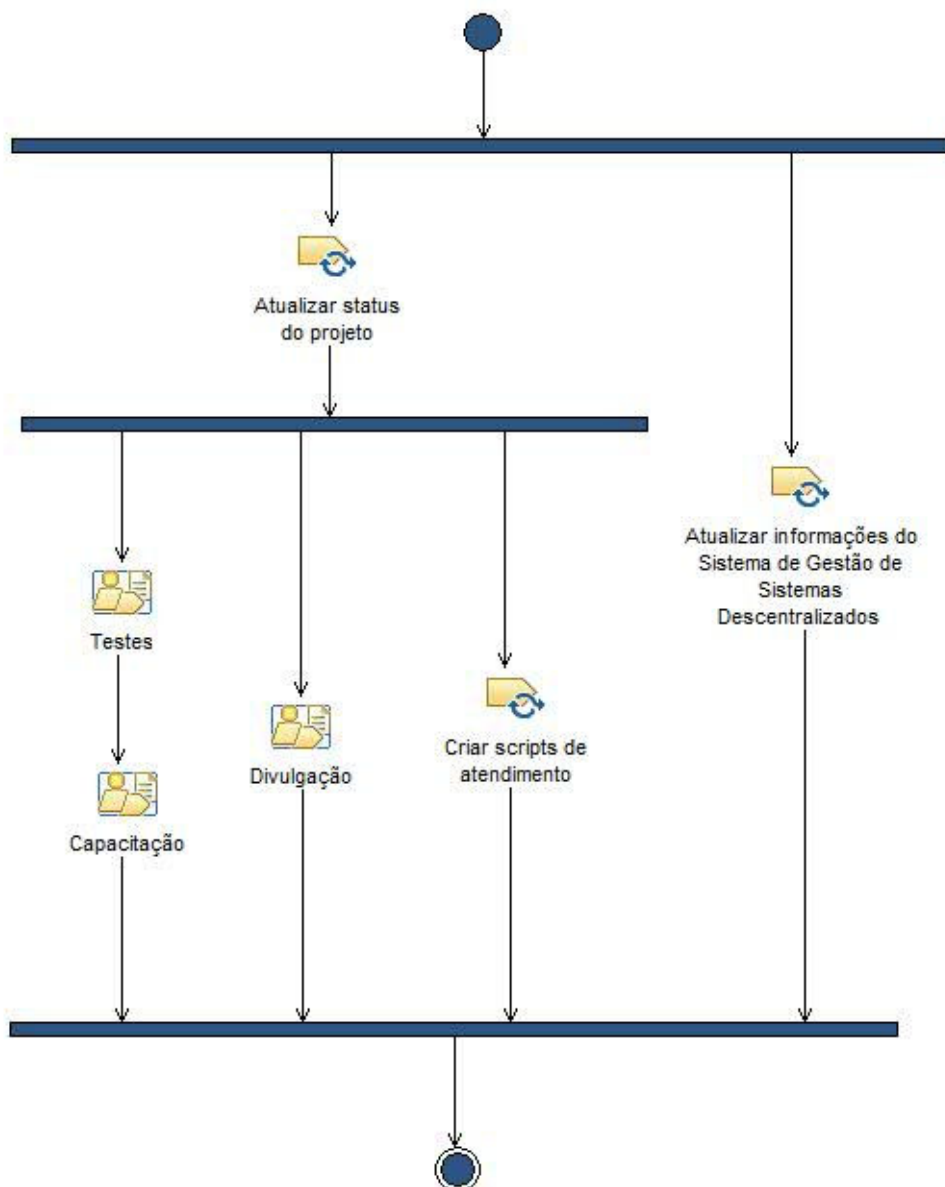 Atualizar status
do projeto
Atualizar informações do
Sistema de Gestão de
Sistemas
Descentralizados
Testes
Divulgação
Criar scripts de
atendimento
Capacitação